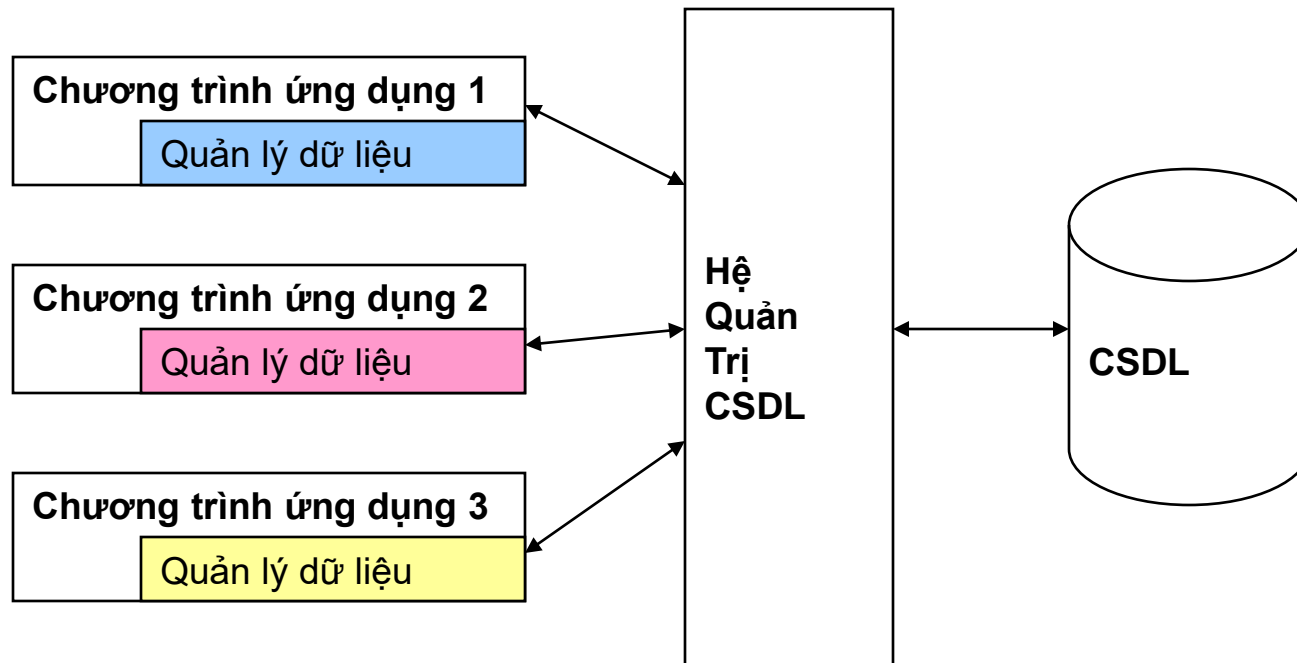 Chương trình ứng dụng 1
Quản lý dữ liệu
Chương trình ứng dụng 2
Quản lý dữ liệu
Chương trình ứng dụng 3
Quản lý dữ liệu
Hệ
Quản
Trị
CSDL
CSDL